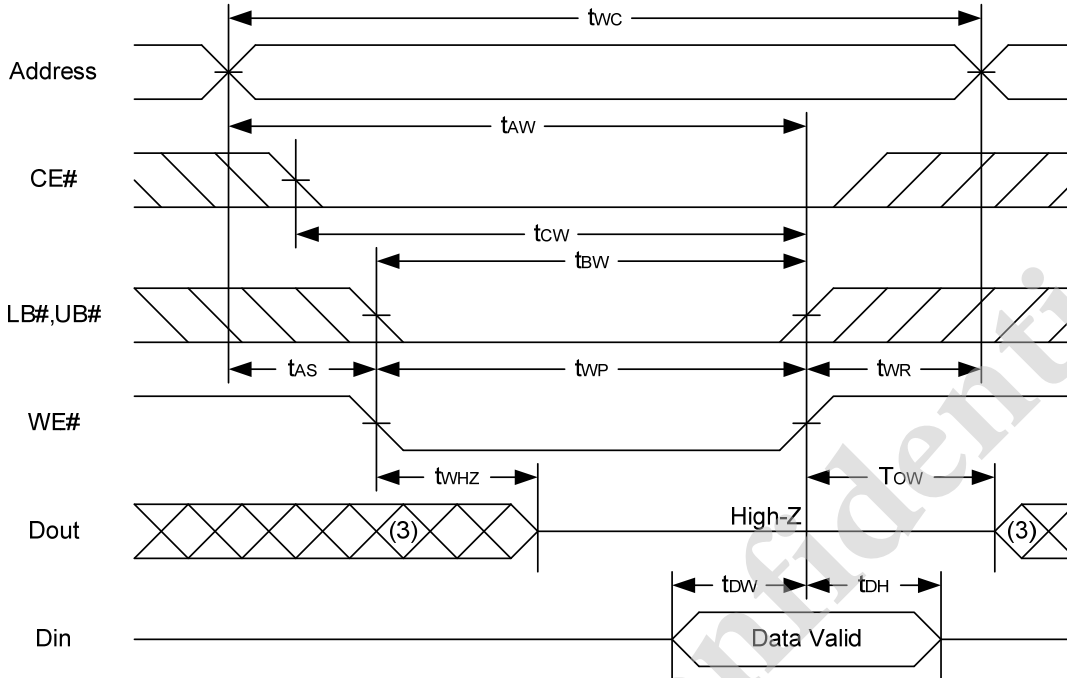 tWC
Address
tAW
CE#
tCW
tBW
LB#,UB#
tAS tWP tWR
WE#
tWHZ TOW
Dout (3) High-Z (3)
tDW tDH
Din Data Valid
nfidenti